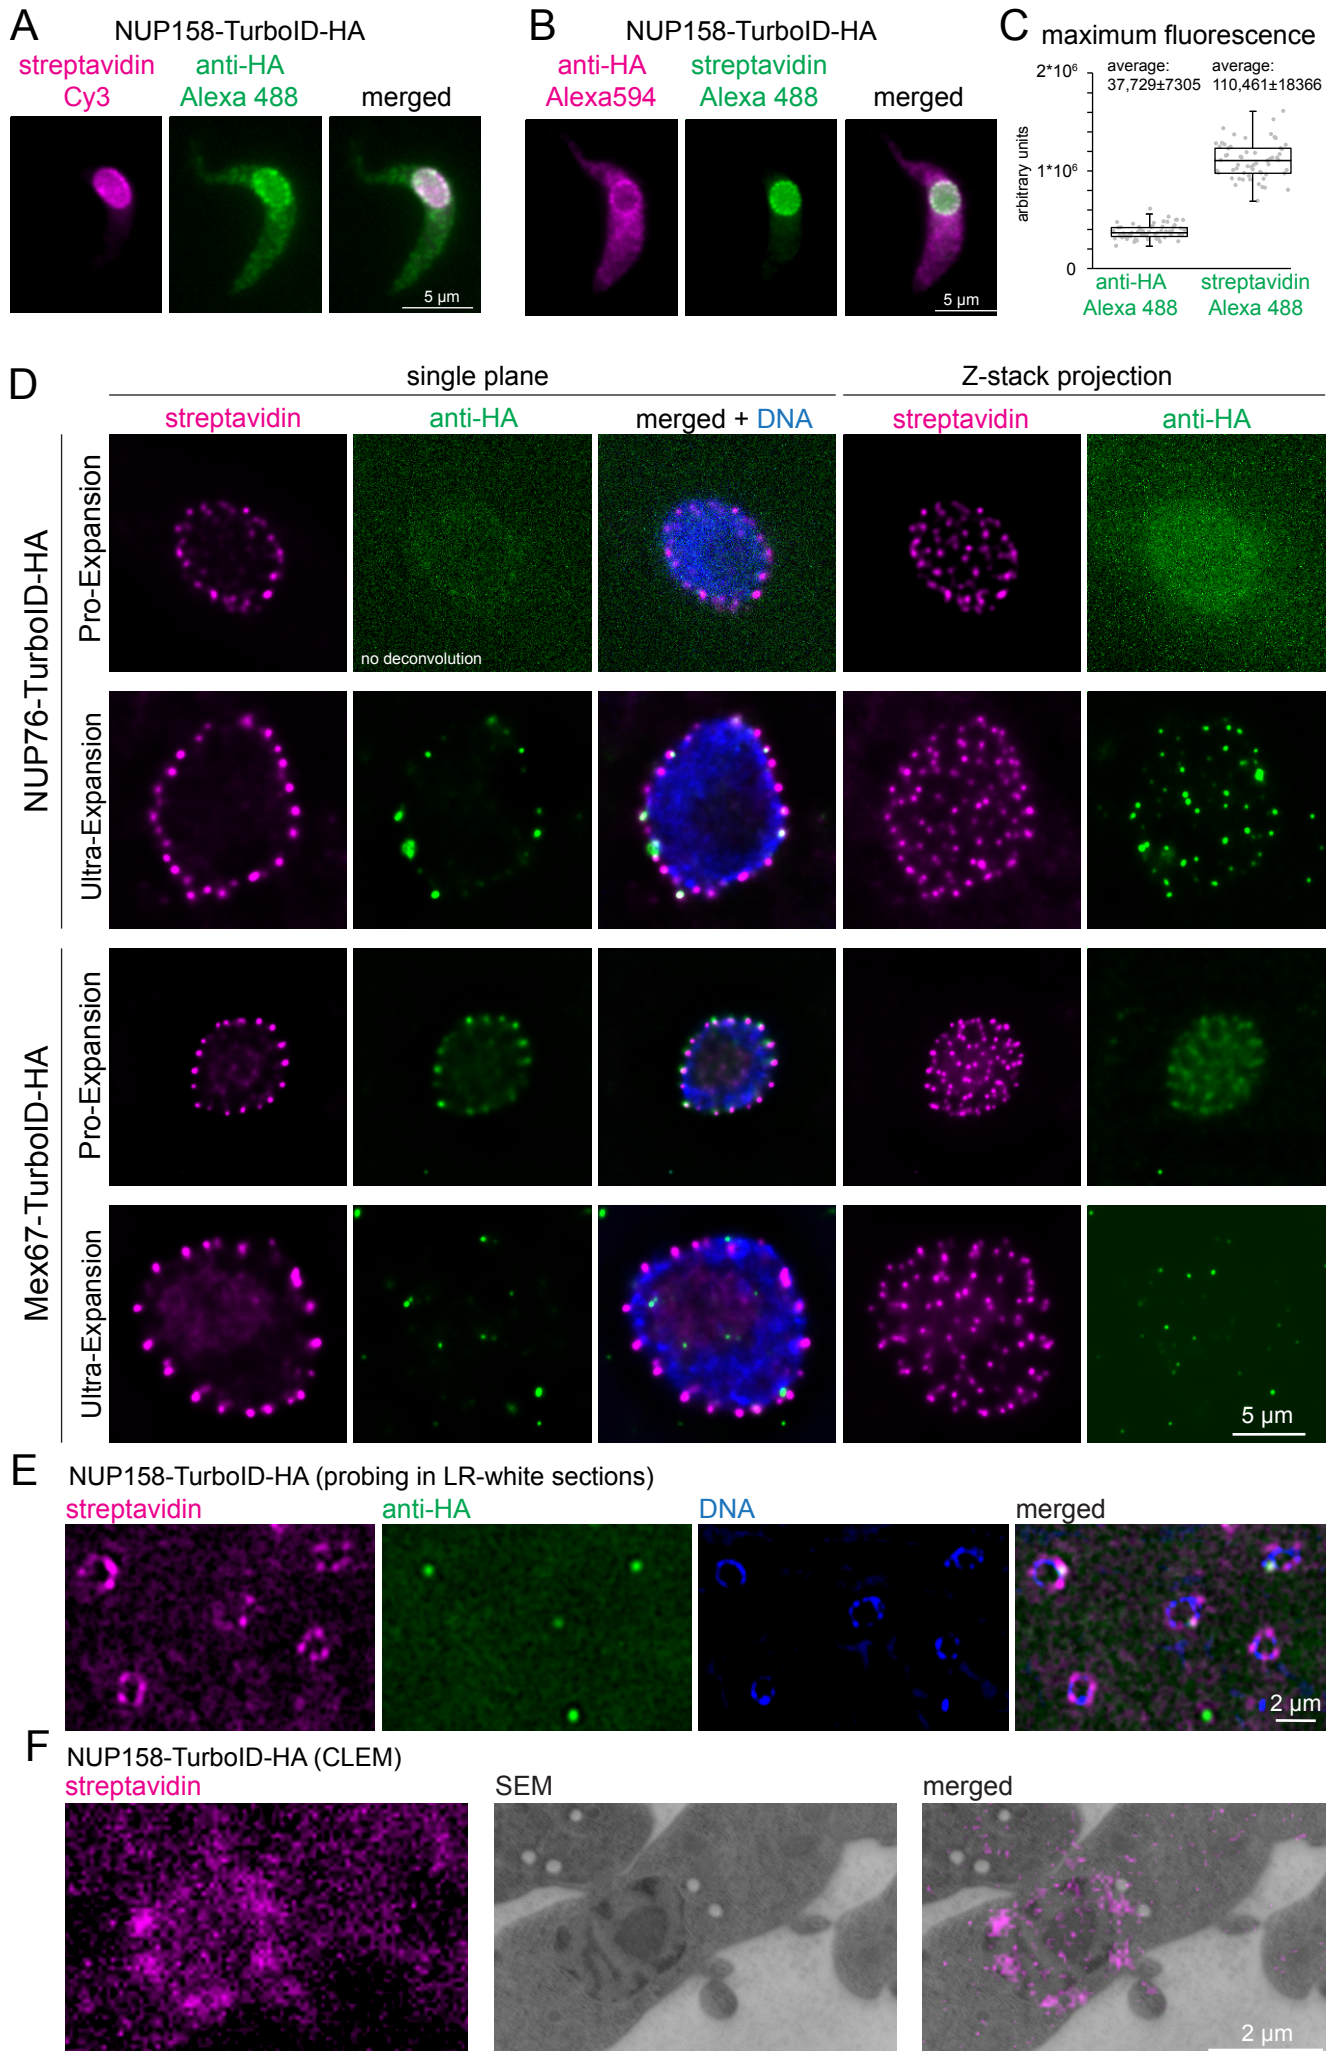 A
NUP158-TurboID-HA
streptavidin Cy3
anti-HA Alexa 488
merged
5 µm
B
NUP158-TurboID-HA
anti-HA Alexa594
streptavidin Alexa 488
merged
5 µm
C
maximum fluorescence
average: 37,729±7305
average: 110,461±18366
2*10⁶
1*10⁶
0
arbitrary units
anti-HA Alexa 488
streptavidin Alexa 488
D
single plane
Z-stack projection
streptavidin
anti-HA
merged + DNA
streptavidin
anti-HA
NUP76-TurboID-HA
Pro-Expansion
no deconvolution
Ultra-Expansion
Mex67-TurboID-HA
Pro-Expansion
Ultra-Expansion
5 µm
E
NUP158-TurboID-HA (probing in LR-white sections)
streptavidin
anti-HA
DNA
merged
2 µm
F
NUP158-TurboID-HA (CLEM)
streptavidin
SEM
merged
2 µm